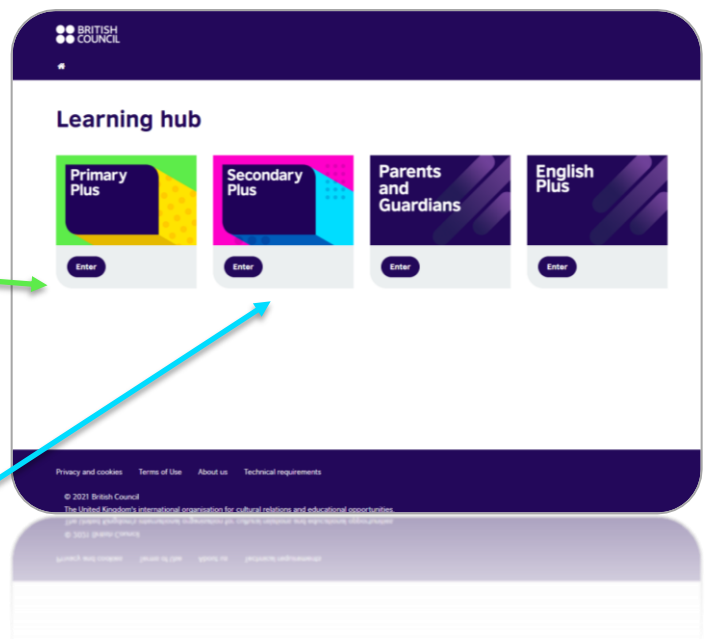 BRITISH
COUNCIL
Learning hub
Primary
Plus
Secondary
Plus
Parents
and
Guardians
English
Plus
Enter
Enter
Enter
Enter
Privacy and cookies Terms of Use About us Technical requirements
© 2021 British Council
The United Kingdom's international organisation for cultural relations and educational opportunities.